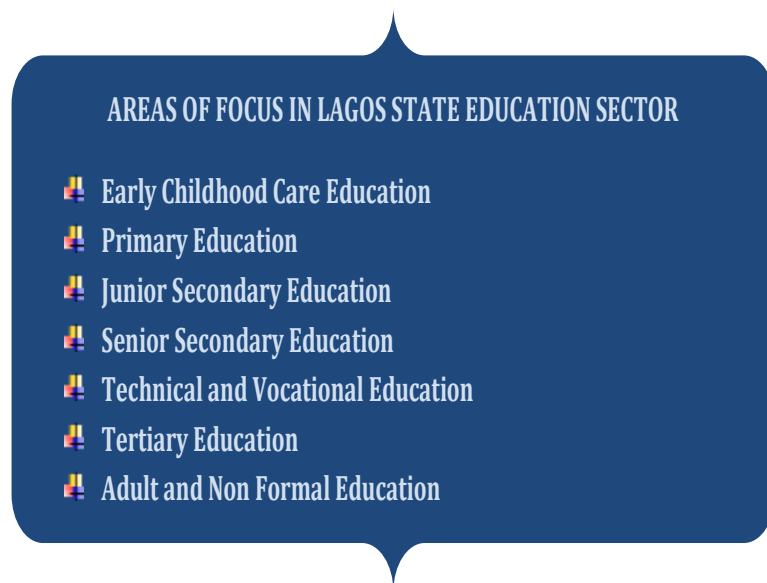 AREAS OF FOCUS IN LAGOS STATE EDUCATION SECTOR
Early Childhood Care Education
Primary Education
Junior Secondary Education
Senior Secondary Education
Technical and Vocational Education
Tertiary Education
Adult and Non Formal Education